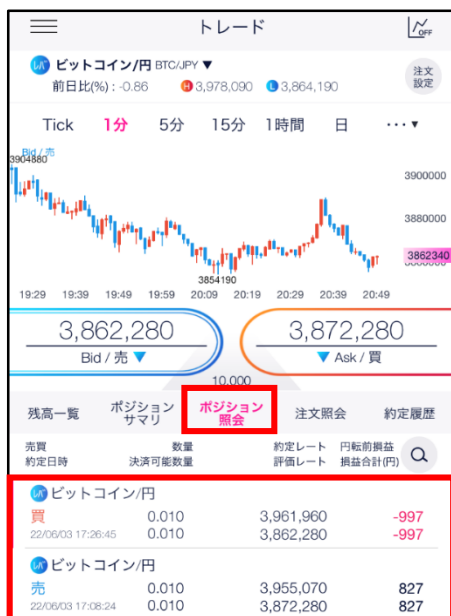 トレード
OFF
レバ ビットコイン/円 BTC/JPY ▼
前日比(%) : -0.86 H 3,978,090 L 3,864,190
注文
設定
Tick 1分 5分 15分 1時間 日 ··· ▼
Bid / 売
3904880
3900000
3880000
3862340
3854190
19:29 19:39 19:49 19:59 20:09 20:19 20:29 20:39 20:49
3,862,280 3,872,280
Bid / 売 ▼ ▼ Ask / 買
10,000
残高一覧 ポジション
サマリ ポジション
照会 注文照会 約定履歴
売買 数量 約定レート 円転前損益
約定日時 決済可能数量 評価レート 損益合計(円)
レバ ビットコイン/円
買 0.010 3,961,960 -997
22/06/03 17:26:45 0.010 3,862,280 -997
レバ ビットコイン/円
売 0.010 3,955,070 827
22/06/03 17:08:24 0.010 3,872,280 827